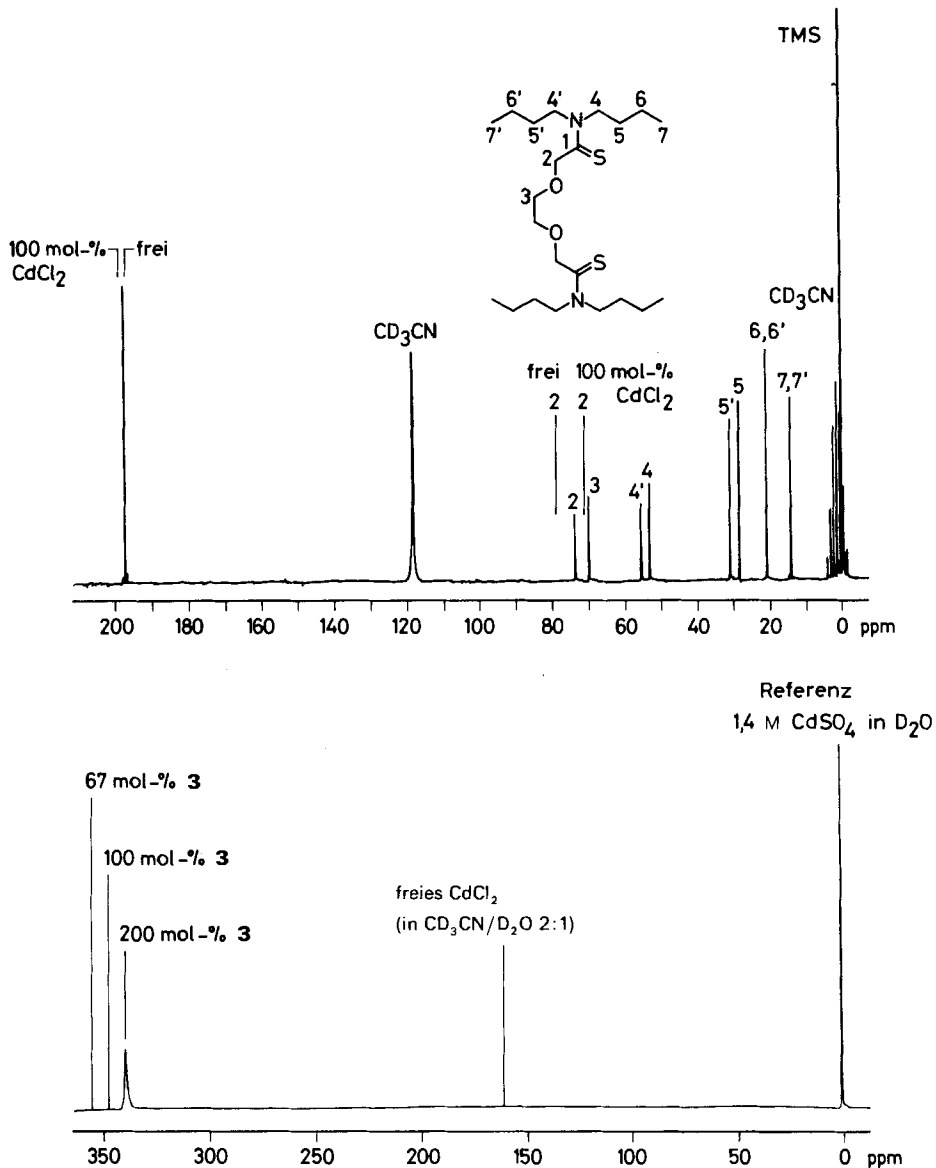 TMS
6' 4' 4 6
7' 5' N 5 7
1
2 S
O
3
O
S
N
100 mol-% frei
CdCl₂
CD₃CN
CD₃CN
frei 100 mol-%
2 2 CdCl₂
2 3 4' 4 5' 5 6,6' 7,7'
200 180 160 140 120 100 80 60 40 20 0 ppm
Referenz
1,4 M CdSO₄ in D₂O
67 mol-% 3
100 mol-% 3
200 mol-% 3
freies CdCl₂
(in CD₃CN/D₂O 2:1)
350 300 250 200 150 100 50 0 ppm